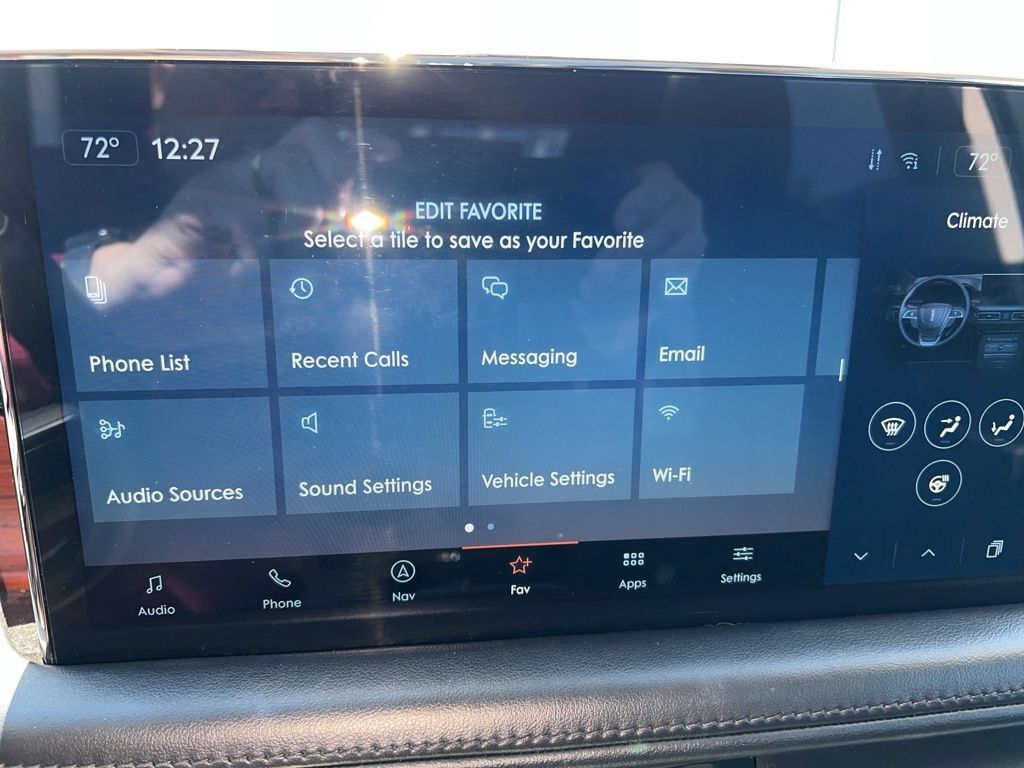 72° 12:27
72°
EDIT FAVORITE
Select a tile to save as your Favorite
Climate
Phone List
Recent Calls
Messaging
Email
Audio Sources
Sound Settings
Vehicle Settings
Wi-Fi
Audio
Phone
Nav
Fav
Apps
Settings